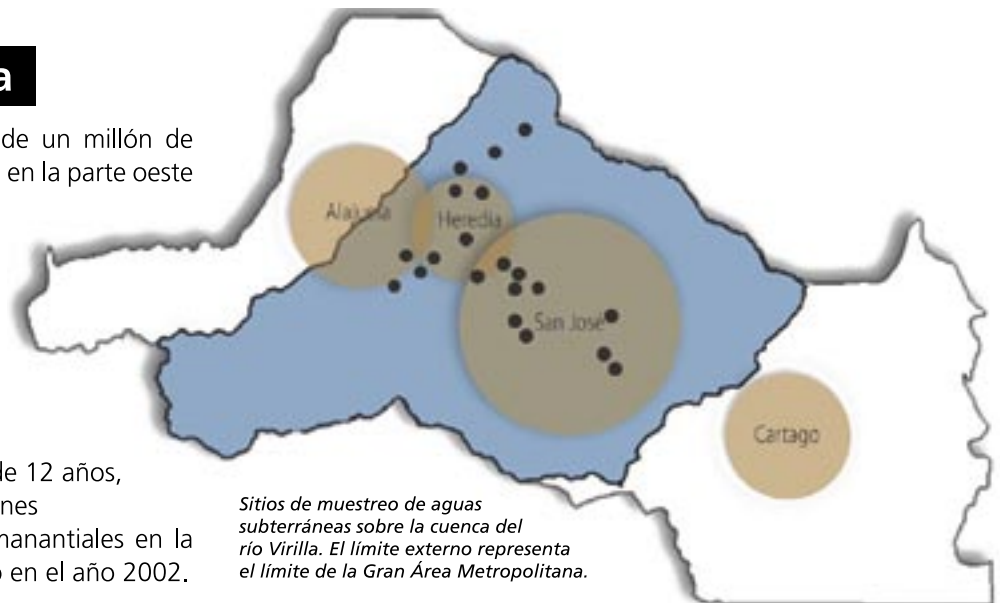 a
de un millón de
en la parte oeste
Alajuela
Heredia
San José
Cartago
de 12 años,
nes
manantiales en la
o en el año 2002.
Sitios de muestreo de aguas
subterráneas sobre la cuenca del
río Virilla. El límite externo representa
el límite de la Gran Área Metropolitana.